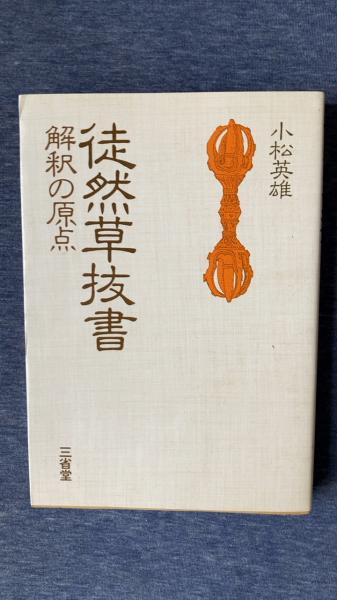 小松英雄
徒然草抜書
解釈の原点
三省堂